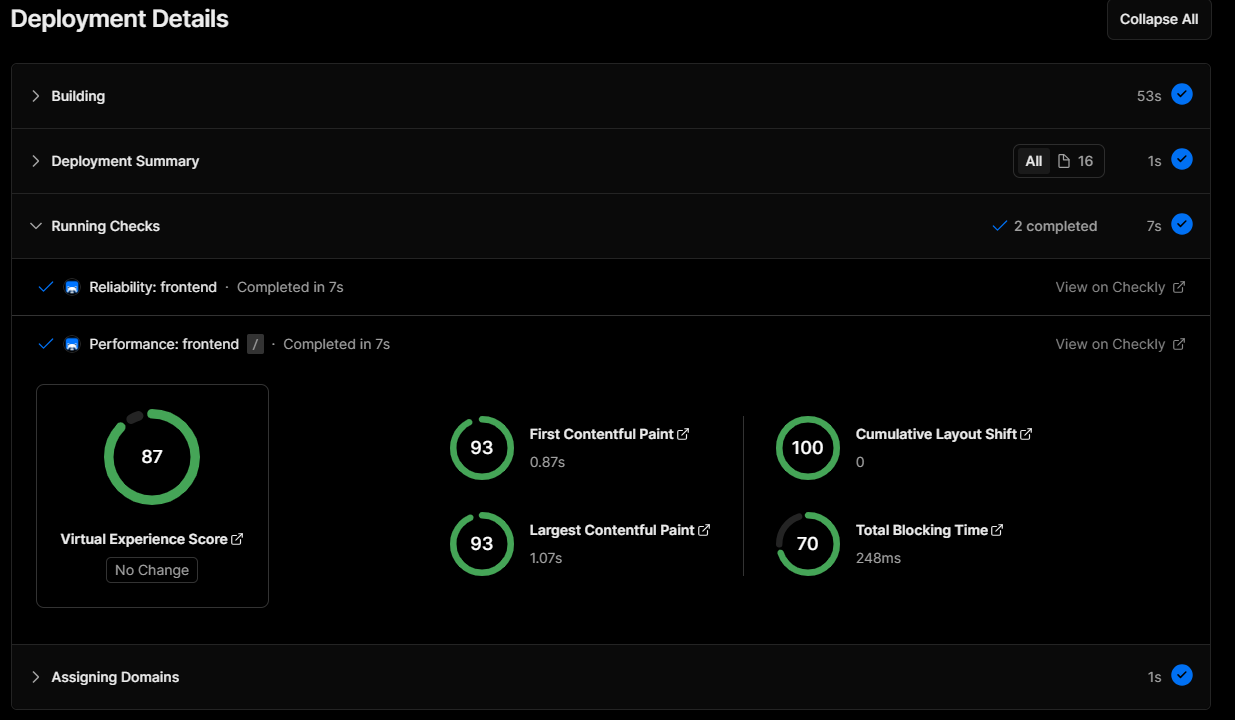 Deployment Details
Collapse All
Building
53s
Deployment Summary
All 16
1s
Running Checks
2 completed
7s
Reliability: frontend · Completed in 7s
View on Checkly
Performance: frontend / · Completed in 7s
View on Checkly
87
Virtual Experience Score
No Change
93
First Contentful Paint
0.87s
93
Largest Contentful Paint
1.07s
100
Cumulative Layout Shift
0
70
Total Blocking Time
248ms
Assigning Domains
1s